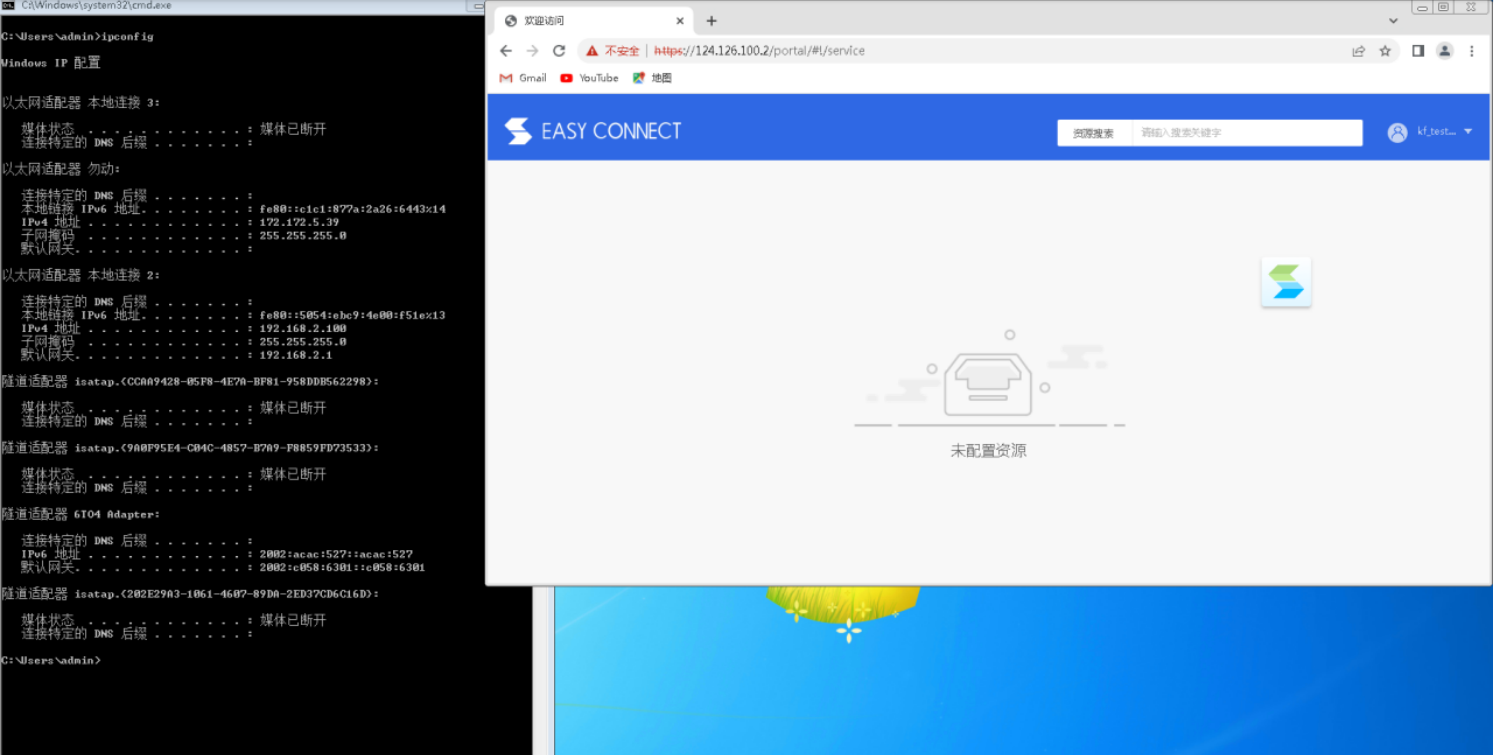 C:\Windows\system32\cmd.exe
C:\Users\admin>ipconfig
Windows IP 配置
以太网适配器 本地连接 3:
媒体状态 . . . . . . . . . . . . : 媒体已断开
连接特定的 DNS 后缀 . . . . . . . :
以太网适配器 勿动:
连接特定的 DNS 后缀 . . . . . . . :
本地链接 IPv6 地址. . . . . . . . : fe80::c1c1:877a:2a26:6443%14
IPv4 地址 . . . . . . . . . . . . : 172.172.5.39
子网掩码 . . . . . . . . . . . . : 255.255.255.0
默认网关. . . . . . . . . . . . . :
以太网适配器 本地连接 2:
连接特定的 DNS 后缀 . . . . . . . :
本地链接 IPv6 地址. . . . . . . . : fe80::5054:ebc9:4e00:f51e%13
IPv4 地址 . . . . . . . . . . . . : 192.168.2.100
子网掩码 . . . . . . . . . . . . : 255.255.255.0
默认网关. . . . . . . . . . . . . : 192.168.2.1
隧道适配器 isatap.{CCAA9428-05F8-4E7A-BF81-958DDB562298}:
媒体状态 . . . . . . . . . . . . : 媒体已断开
连接特定的 DNS 后缀 . . . . . . . :
隧道适配器 isatap.{9A0F95E4-C04C-4857-B7A9-F8859FD73533}:
媒体状态 . . . . . . . . . . . . : 媒体已断开
连接特定的 DNS 后缀 . . . . . . . :
隧道适配器 6TO4 Adapter:
连接特定的 DNS 后缀 . . . . . . . :
IPv6 地址 . . . . . . . . . . . . : 2002:acac:527::acac:527
默认网关. . . . . . . . . . . . . : 2002:c058:6301::c058:6301
隧道适配器 isatap.{202E29A3-1061-4607-89DA-2ED37CD6C16D}:
媒体状态 . . . . . . . . . . . . : 媒体已断开
连接特定的 DNS 后缀 . . . . . . . :
C:\Users\admin>
欢迎访问
不安全 | https://124.126.100.2/portal/#!/service
Gmail YouTube 地图
EASY CONNECT 资源搜索 请输入搜索关键字 kf_test...
未配置资源